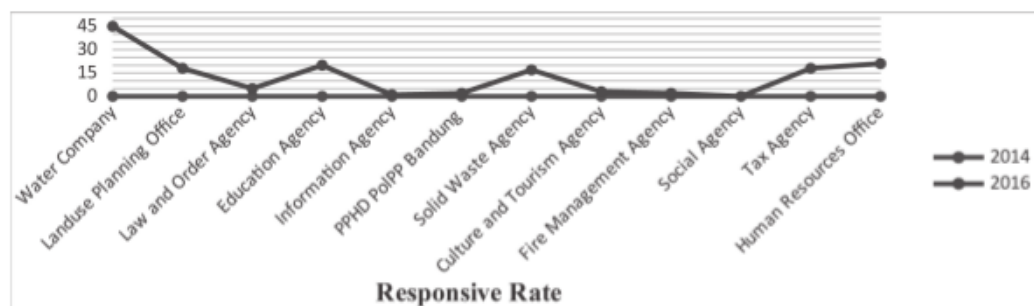 45
30
15
0
Water Company
Landuse Planning Office
Law and Order Agency
Education Agency
Information Agency
PPHD PolPP Bandung
Solid Waste Agency
Culture and Tourism Agency
Fire Management Agency
Social Agency
Tax Agency
Human Resources Office
2014
2016
Responsive Rate